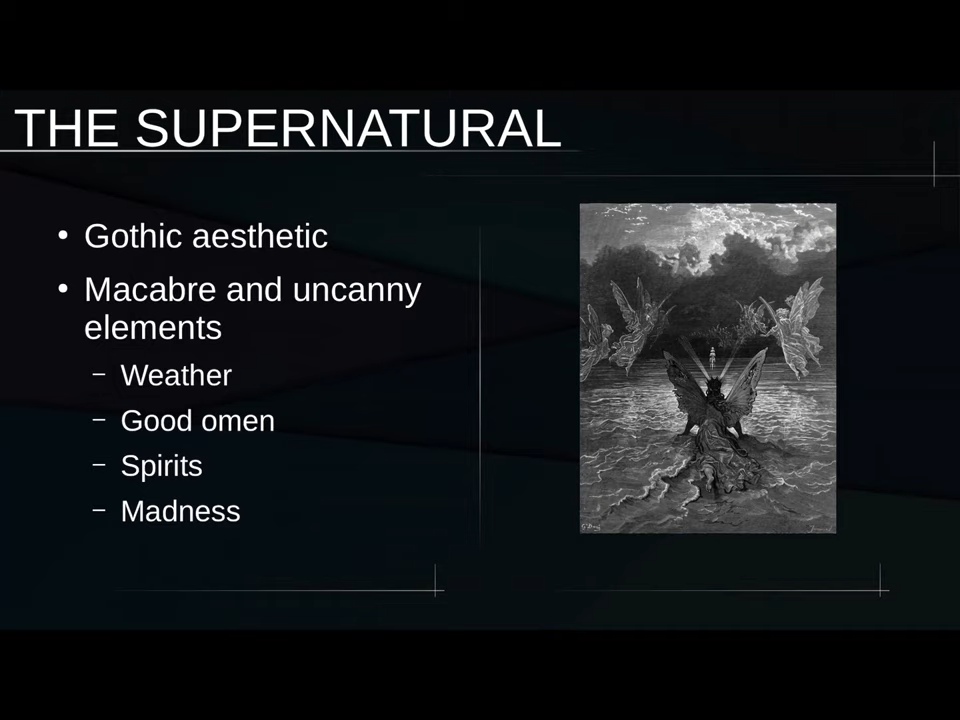 THE SUPERNATURAL
• Gothic aesthetic
• Macabre and uncanny
elements
– Weather
– Good omen
– Spirits
– Madness